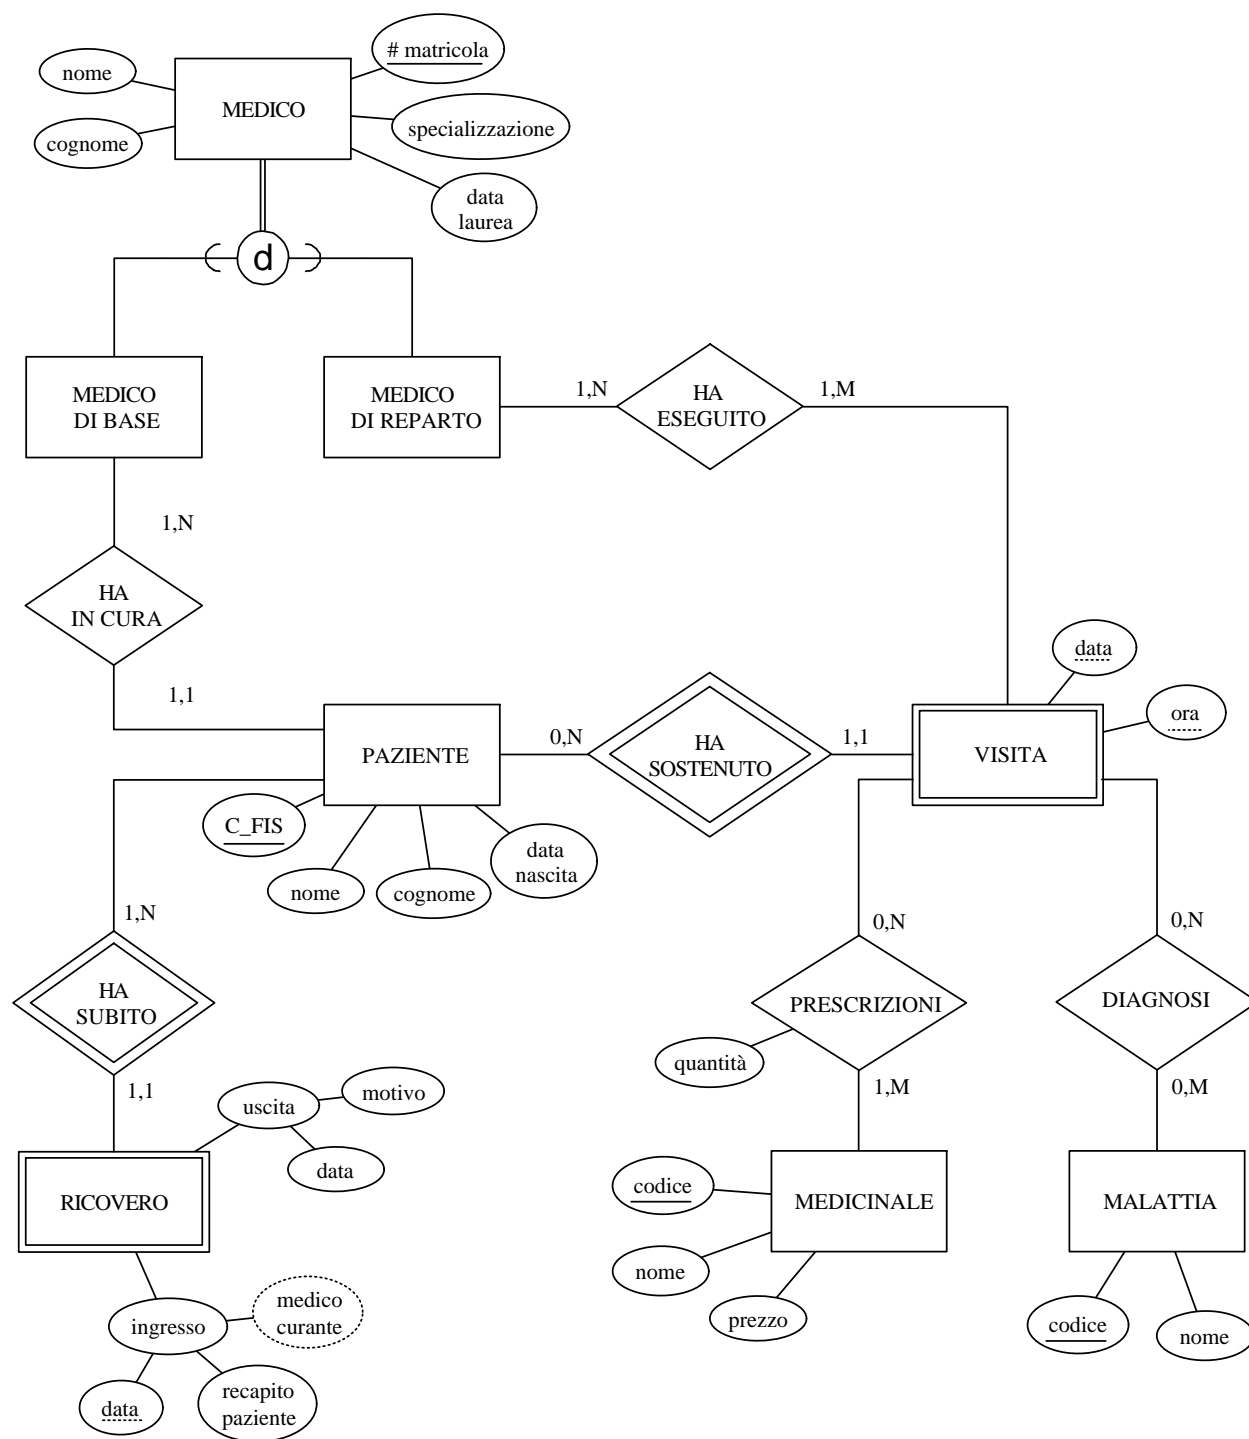 # matricola
nome
MEDICO
cognome
specializzazione
data
laurea
d
MEDICO
DI BASE
MEDICO
DI REPARTO
1,N
HA
ESEGUITO
1,M
1,N
HA
IN CURA
1,1
data
ora
PAZIENTE
0,N
HA
SOSTENUTO
1,1
VISITA
C_FIS
nome
cognome
data
nascita
1,N
HA
SUBITO
1,1
0,N
PRESCRIZIONI
quantità
1,M
0,N
DIAGNOSI
0,M
uscita
motivo
data
RICOVERO
ingresso
medico
curante
data
recapito
paziente
codice
MEDICINALE
nome
prezzo
MALATTIA
codice
nome